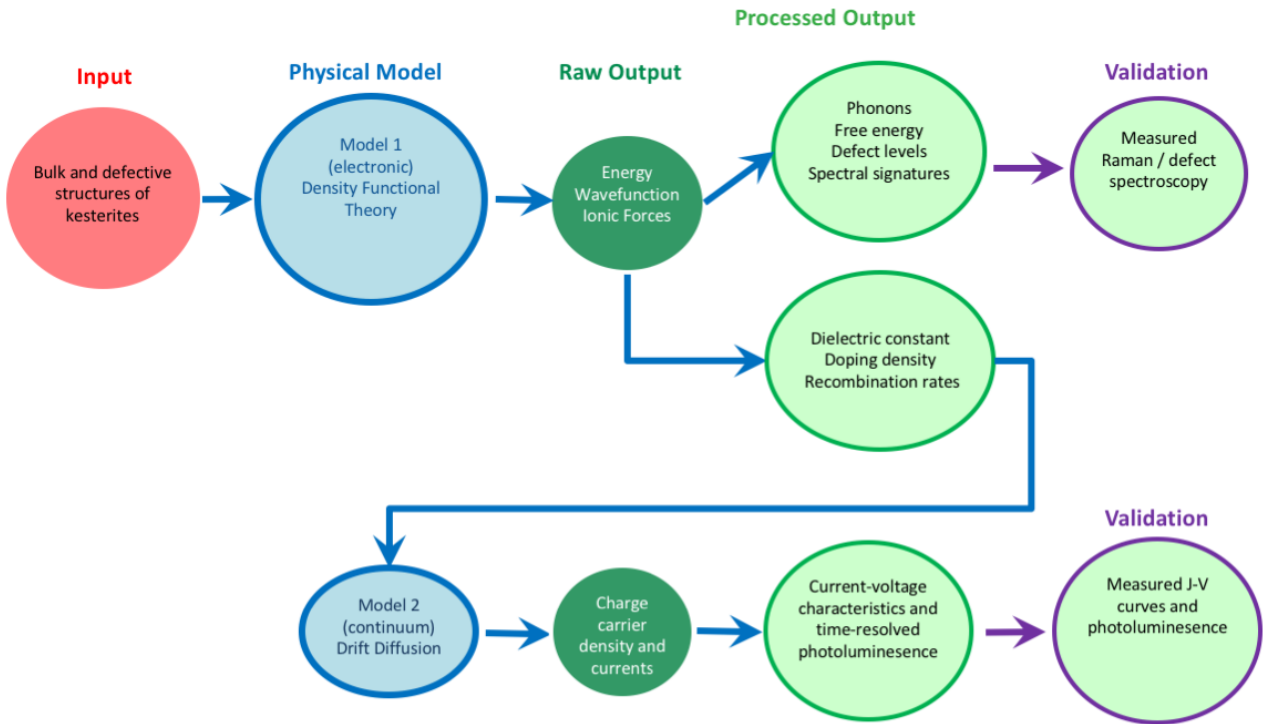 Processed Output
Input
Physical Model
Raw Output
Validation
Bulk and defective
structures of
kesterites
Model 1
(electronic)
Density Functional
Theory
Energy
Wavefunction
Ionic Forces
Phonons
Free energy
Defect levels
Spectral signatures
Measured
Raman / defect
spectroscopy
Dielectric constant
Doping density
Recombination rates
Validation
Model 2
(continuum)
Drift Diffusion
Charge
carrier
density and
currents
Current-voltage
characteristics and
time-resolved
photoluminesence
Measured J-V
curves and
photoluminesence